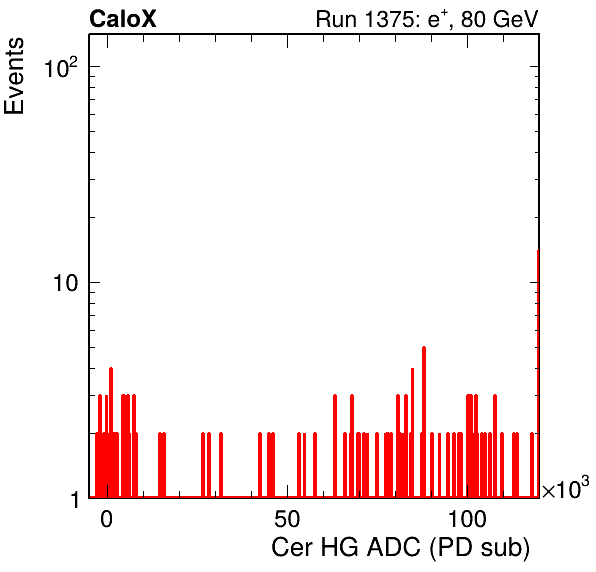 CaloX Run 1375: e⁺, 80 GeV
Events
10²
10
1
0 50 100 ×10³
Cer HG ADC (PD sub)